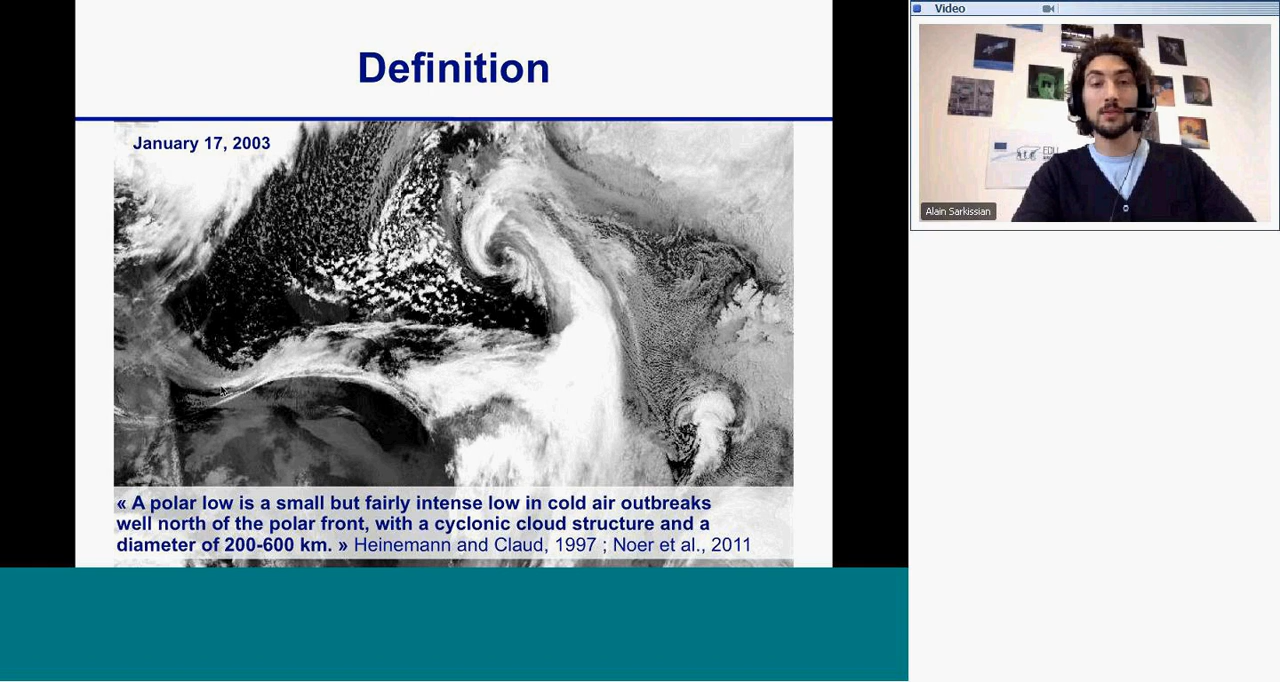 Definition
January 17, 2003
« A polar low is a small but fairly intense low in cold air outbreaks
well north of the polar front, with a cyclonic cloud structure and a
diameter of 200-600 km. » Heinemann and Claud, 1997 ; Noer et al., 2011
Video
Alain Sarkissian
EDU